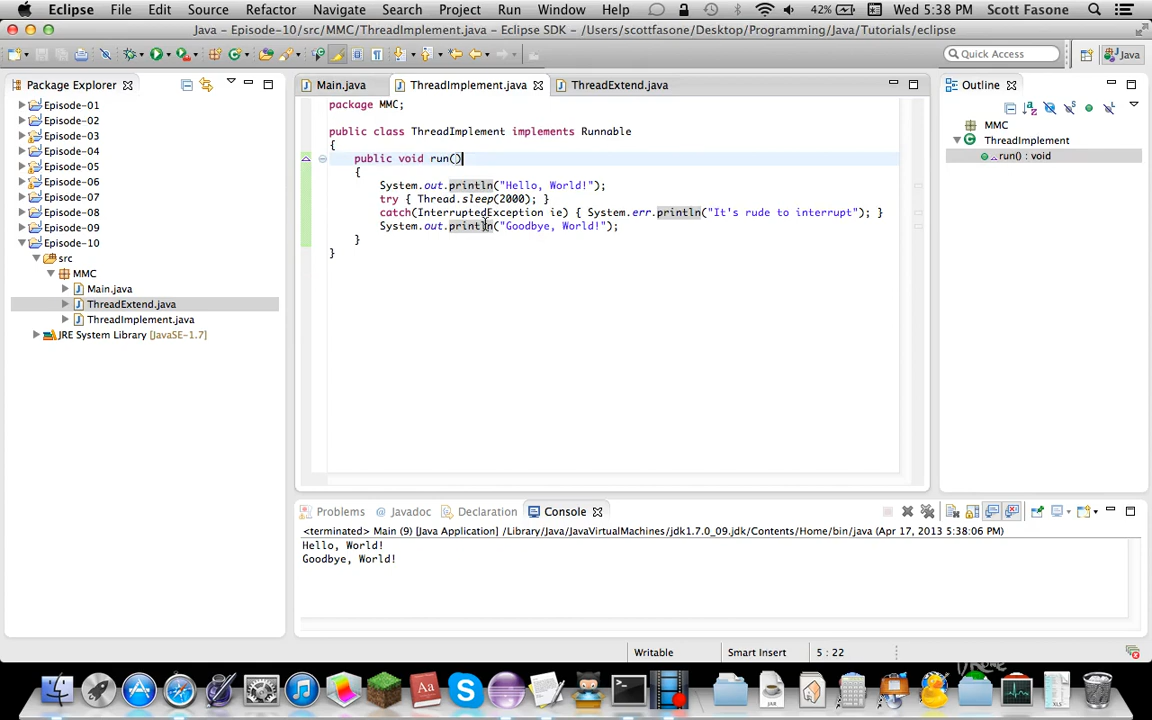 Eclipse File Edit Source Refactor Navigate Search Project Run Window Help 42% Wed 5:38 PM Scott Fasone
Java - Episode-10/src/MMC/ThreadImplement.java - Eclipse SDK - /Users/scottfasone/Desktop/Programming/Java/Tutorials/eclipse
Quick Access Java
Package Explorer
Episode-01
Episode-02
Episode-03
Episode-04
Episode-05
Episode-06
Episode-07
Episode-08
Episode-09
Episode-10
src
MMC
Main.java
ThreadExtend.java
ThreadImplement.java
JRE System Library [JavaSE-1.7]
Main.java ThreadImplement.java ThreadExtend.java
package MMC;
public class ThreadImplement implements Runnable
{
public void run()
{
System.out.println("Hello, World!");
try { Thread.sleep(2000); }
catch(InterruptedException ie) { System.err.println("It's rude to interrupt"); }
System.out.println("Goodbye, World!");
}
}
Outline
MMC
ThreadImplement
run() : void
Problems Javadoc Declaration Console
<terminated> Main (9) [Java Application] /Library/Java/JavaVirtualMachines/jdk1.7.0_09.jdk/Contents/Home/bin/java (Apr 17, 2013 5:38:06 PM)
Hello, World!
Goodbye, World!
Writable Smart Insert 5 : 22